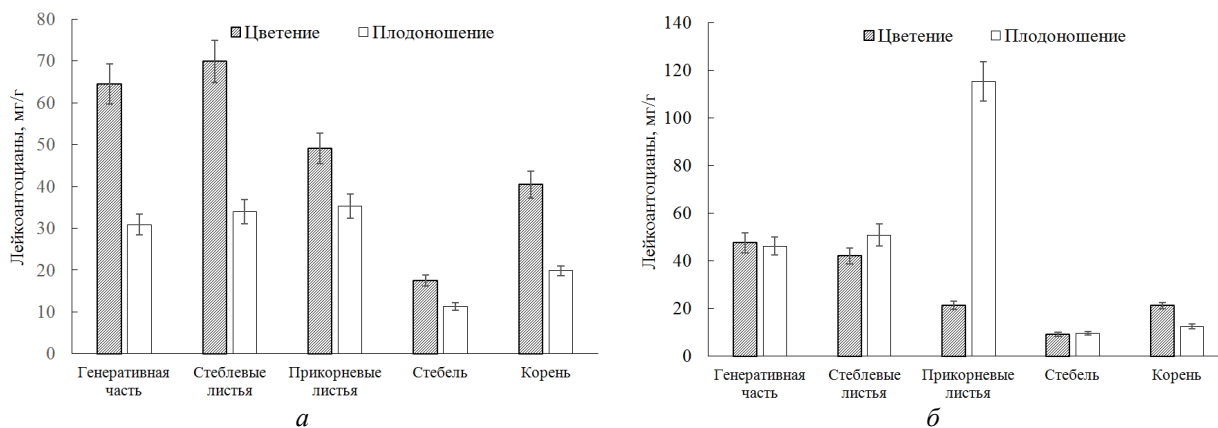 80
70
60
50
40
30
20
10
0
Лейкоантоцианы, мг/г
Цветение Плодоношение
Генеративная часть
Стеблевые листья
Прикорневые листья
Стебель
Корень
а
140
120
100
80
60
40
20
0
Лейкоантоцианы, мг/г
Цветение Плодоношение
Генеративная часть
Стеблевые листья
Прикорневые листья
Стебель
Корень
б